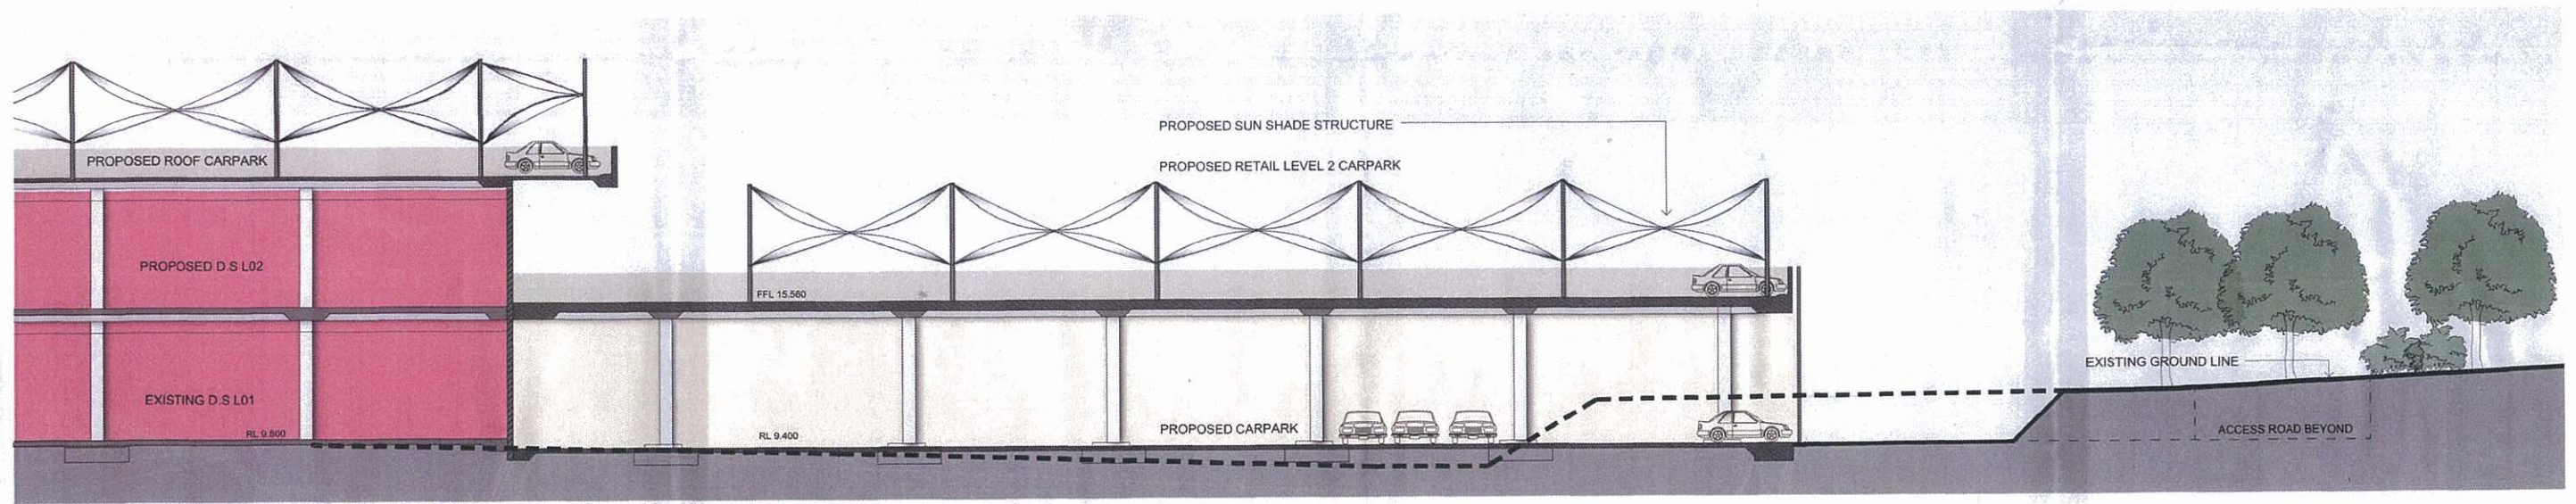 PROPOSED SUN SHADE STRUCTURE
PROPOSED ROOF CARPARK
PROPOSED RETAIL LEVEL 2 CARPARK
PROPOSED D.S L02
FFL 15.560
EXISTING GROUND LINE
EXISTING D.S L01
RL 9.800
RL 9.400
PROPOSED CARPARK
ACCESS ROAD BEYOND